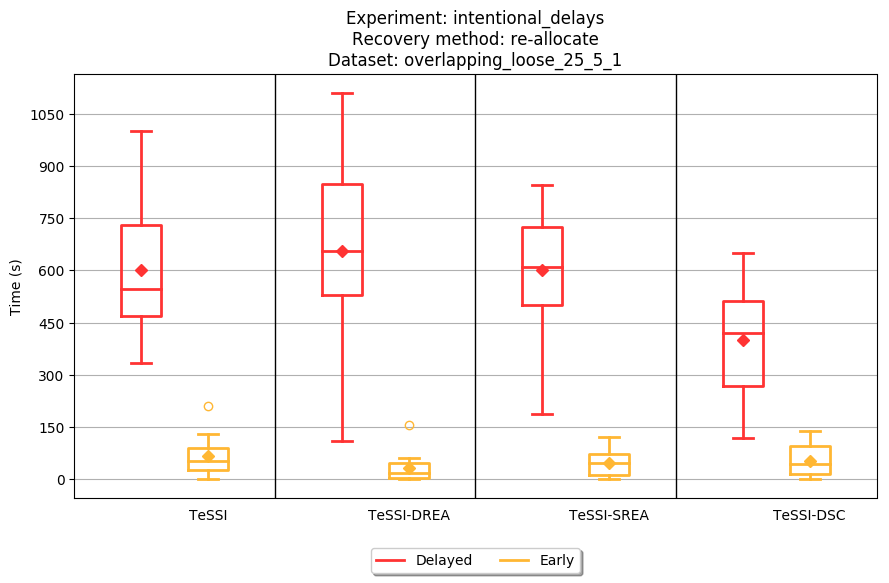 Experiment: intentional_delays
Recovery method: re-allocate
Dataset: overlapping_loose_25_5_1
1050
900
750
600
450
300
150
0
Time (s)
TeSSI
TeSSI-DREA
TeSSI-SREA
TeSSI-DSC
Delayed
Early